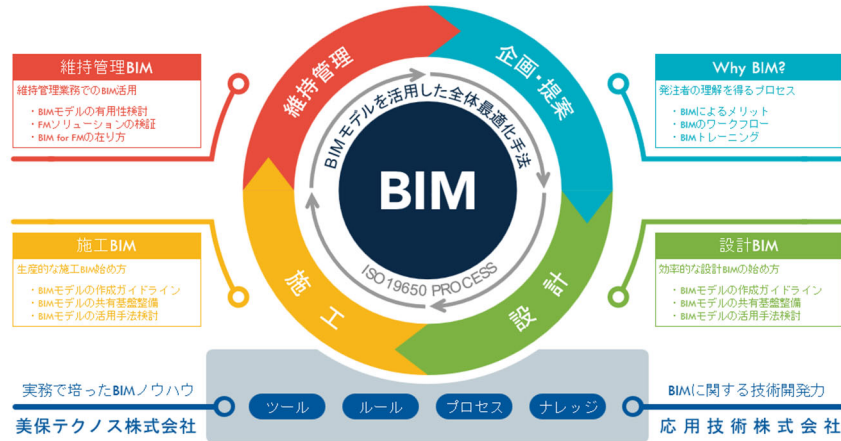 維持管理BIM
維持管理業務でのBIM活用
・BIMモデルの有用性検討
・FMソリューションの検証
・BIM for FMの在り方
維持管理
企画・提案
Why BIM?
発注者の理解を得るプロセス
・BIMによるメリット
・BIMのワークフロー
・BIMトレーニング
BIMモデルを活用した全体最適化手法
BIM
ISO19650 PROCESS
施工BIM
生産的な施工BIM始め方
・BIMモデルの作成ガイドライン
・BIMモデルの共有基盤整備
・BIMモデルの活用手法検討
施工
設計
設計BIM
効率的な設計BIMの始め方
・BIMモデルの作成ガイドライン
・BIMモデルの共有基盤整備
・BIMモデルの活用手法検討
実務で培ったBIMノウハウ
美保テクノス株式会社
ツール
ルール
プロセス
ナレッジ
BIMに関する技術開発力
応用技術株式会社